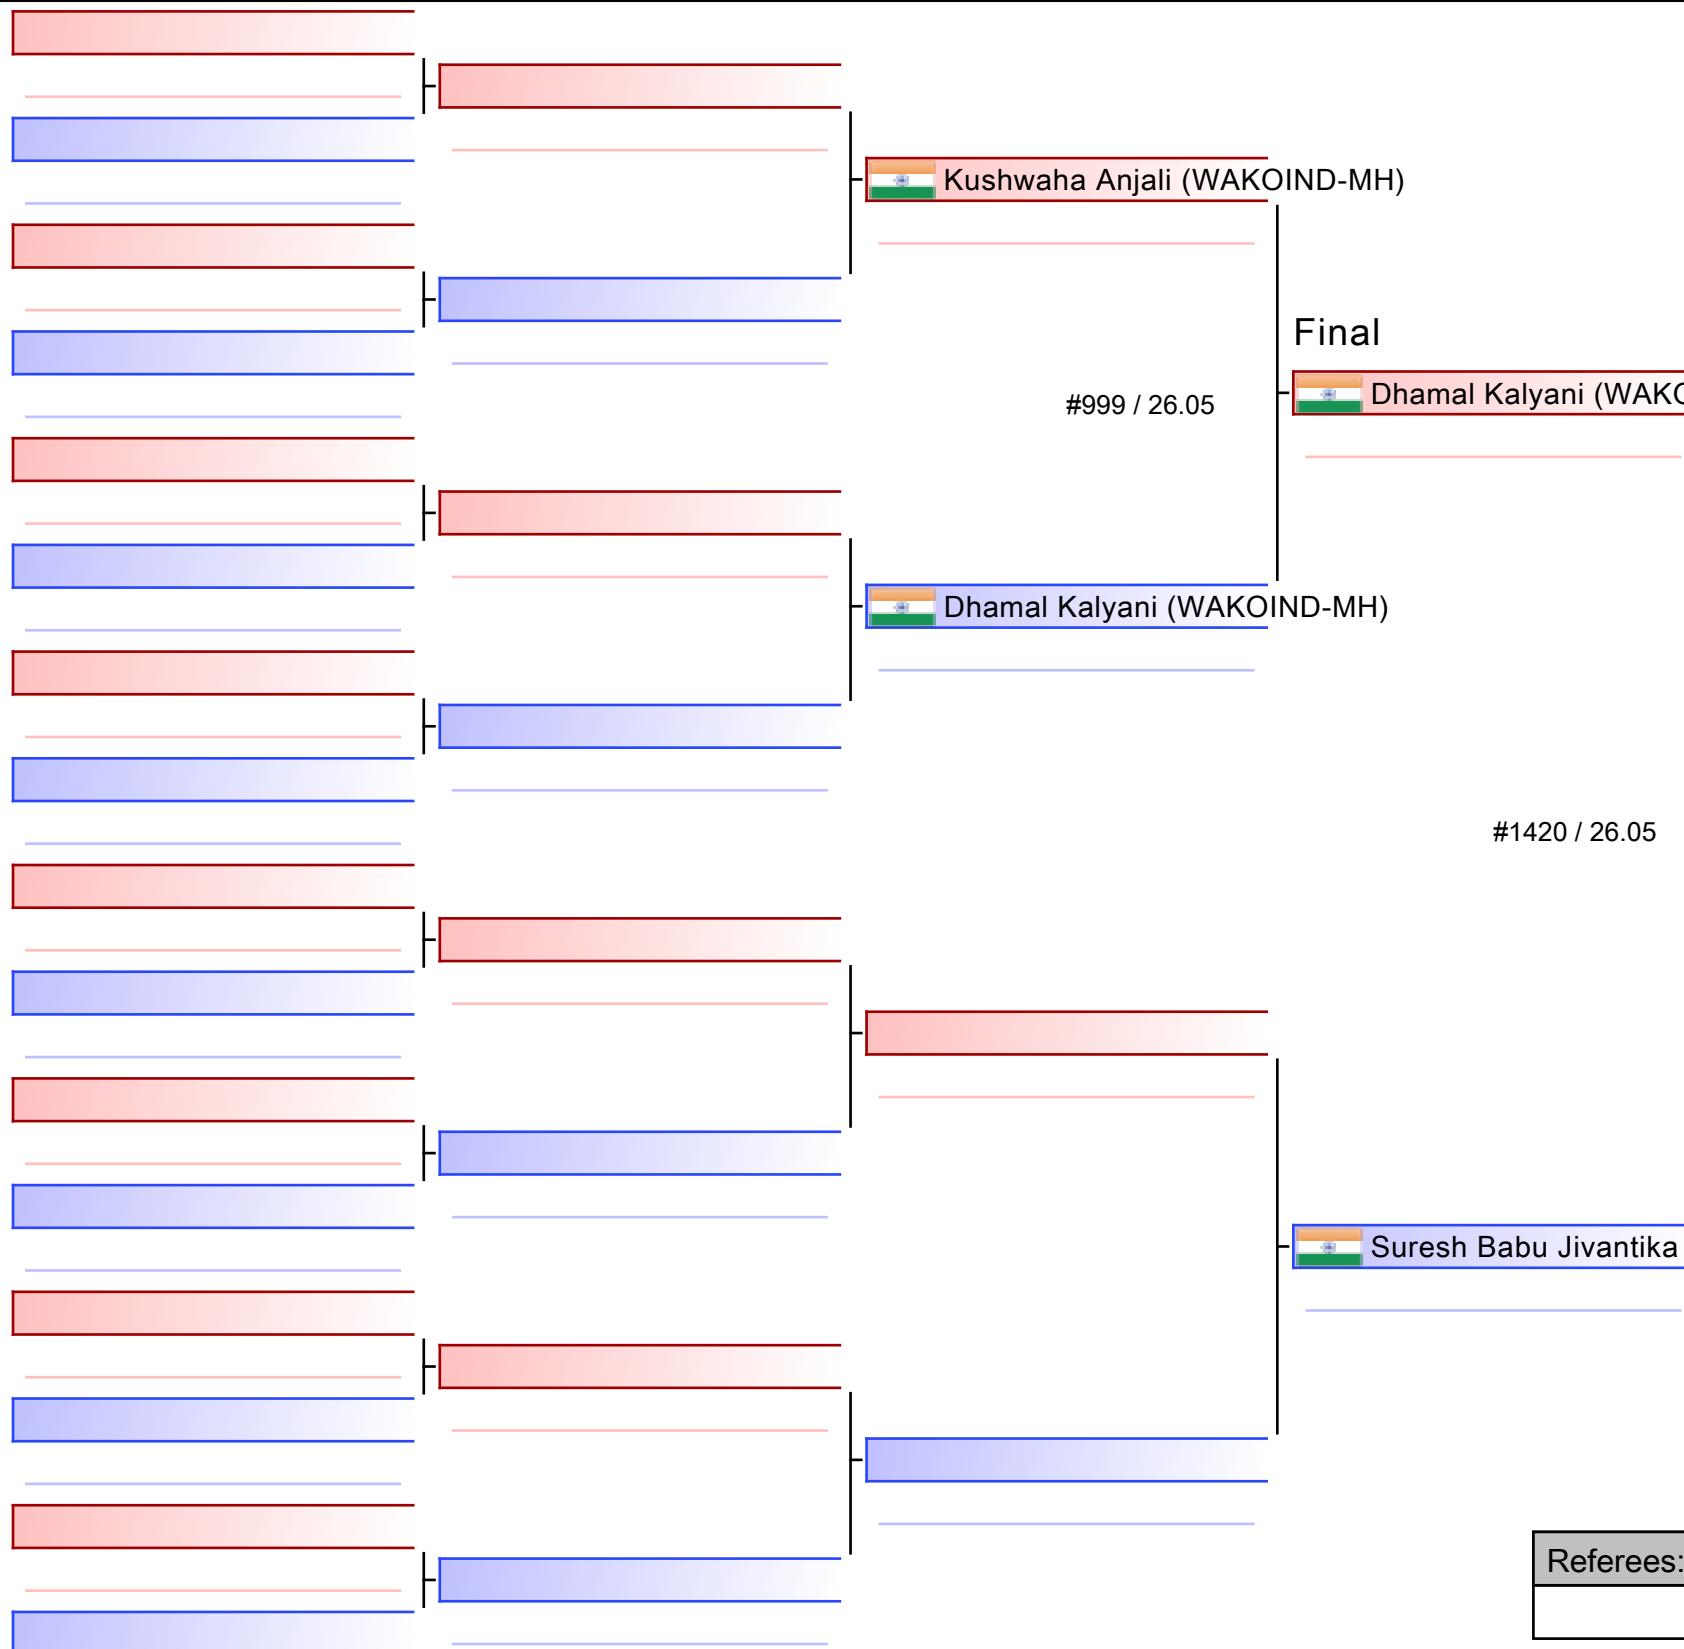 Kushwaha Anjali (WAKOIND-MH)
Final
Dhamal Kalyani (WAKO
#999 / 26.05
Dhamal Kalyani (WAKOIND-MH)
#1420 / 26.05
Suresh Babu Jivantika
Referees: